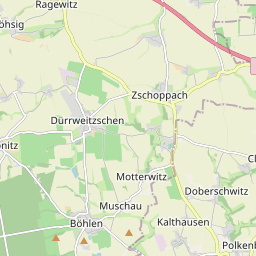 Ragewitz
Zschoppach
Dürrweitzschen
Motterwitz
Doberschwitz
Muschau
Böhlen
Kalthausen